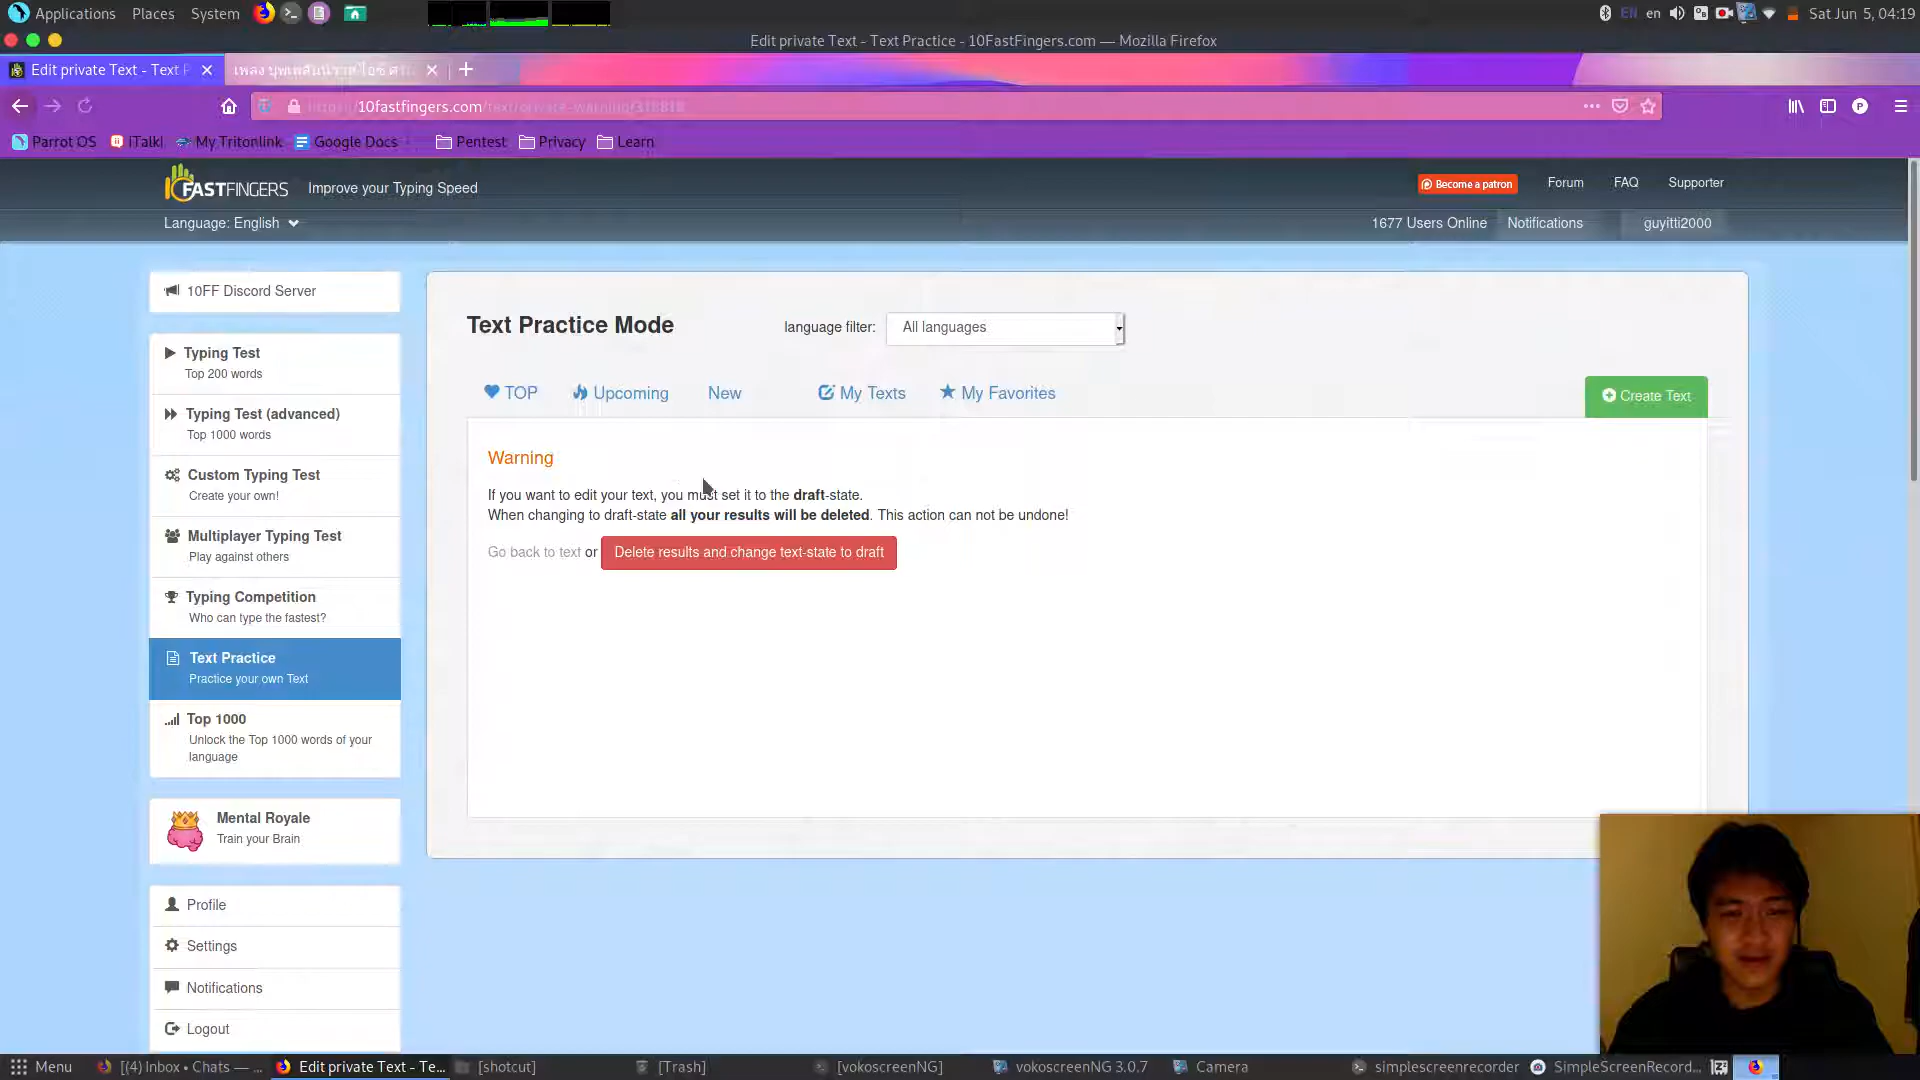 Applications Places System
EN en Sat Jun 5, 04:19
Edit private Text - Text Practice - 10FastFingers.com — Mozilla Firefox
Edit private Text - Text P
10fastfingers.com/text/private-warning/
Parrot OS iTalki My Tritonlink Google Docs Pentest Privacy Learn
FASTFINGERS Improve your Typing Speed
Become a patron Forum FAQ Supporter
Language: English
1677 Users Online Notifications guyitti2000
10FF Discord Server
Typing Test
Top 200 words
Typing Test (advanced)
Top 1000 words
Custom Typing Test
Create your own!
Multiplayer Typing Test
Play against others
Typing Competition
Who can type the fastest?
Text Practice
Practice your own Text
Top 1000
Unlock the Top 1000 words of your
language
Mental Royale
Train your Brain
Profile
Settings
Notifications
Logout
Text Practice Mode
language filter: All languages
TOP Upcoming New My Texts My Favorites Create Text
Warning
If you want to edit your text, you must set it to the draft-state.
When changing to draft-state all your results will be deleted. This action can not be undone!
Go back to text or Delete results and change text-state to draft
Menu [(4) Inbox • Chats — ... Edit private Text - Te... [shotcut] [Trash] [vokoscreenNG] vokoscreenNG 3.0.7 Camera simplescreenrecorder SimpleScreenRecord...